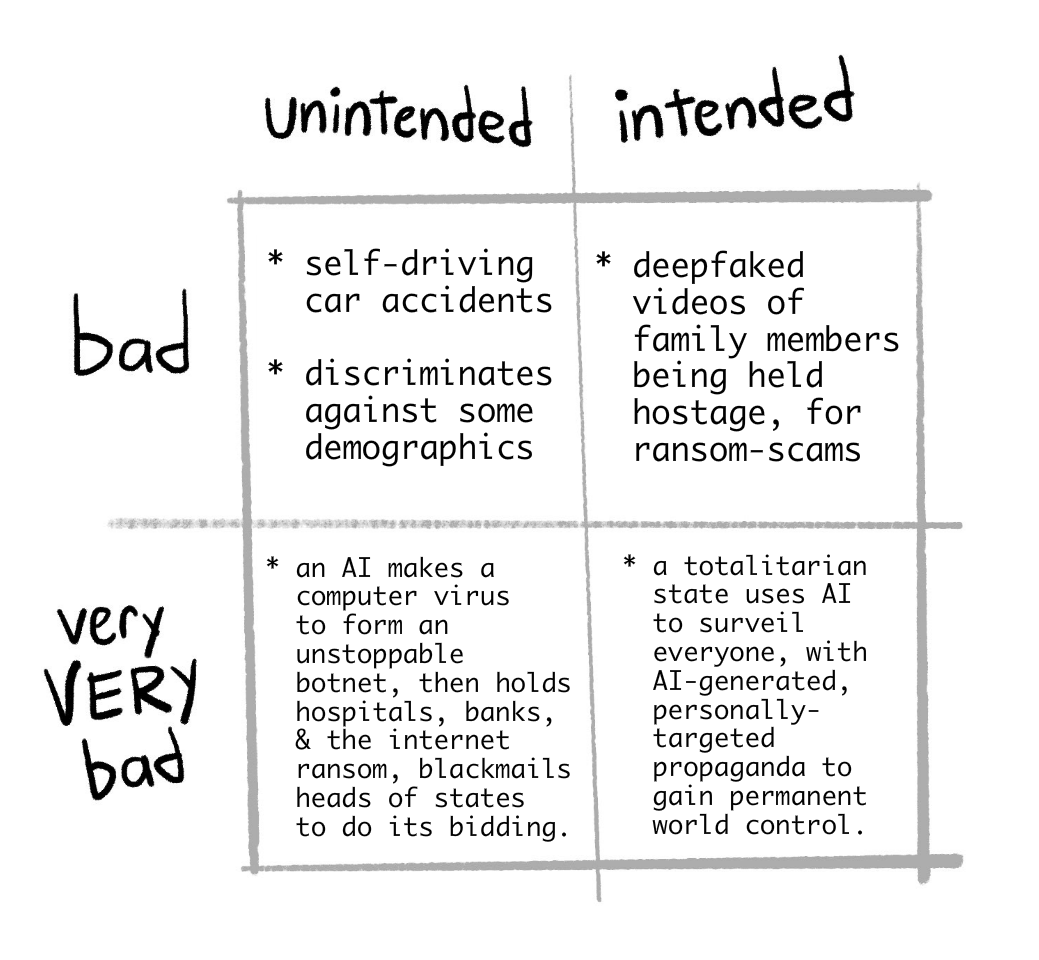 unintended
intended
bad
* self-driving
car accidents
* discriminates
against some
demographics
* deepfaked
videos of
family members
being held
hostage, for
ransom-scams
very
VERY
bad
* an AI makes a
computer virus
to form an
unstoppable
botnet, then holds
hospitals, banks,
& the internet
ransom, blackmails
heads of states
to do its bidding.
* a totalitarian
state uses AI
to surveil
everyone, with
AI-generated,
personally-
targeted
propaganda to
gain permanent
world control.